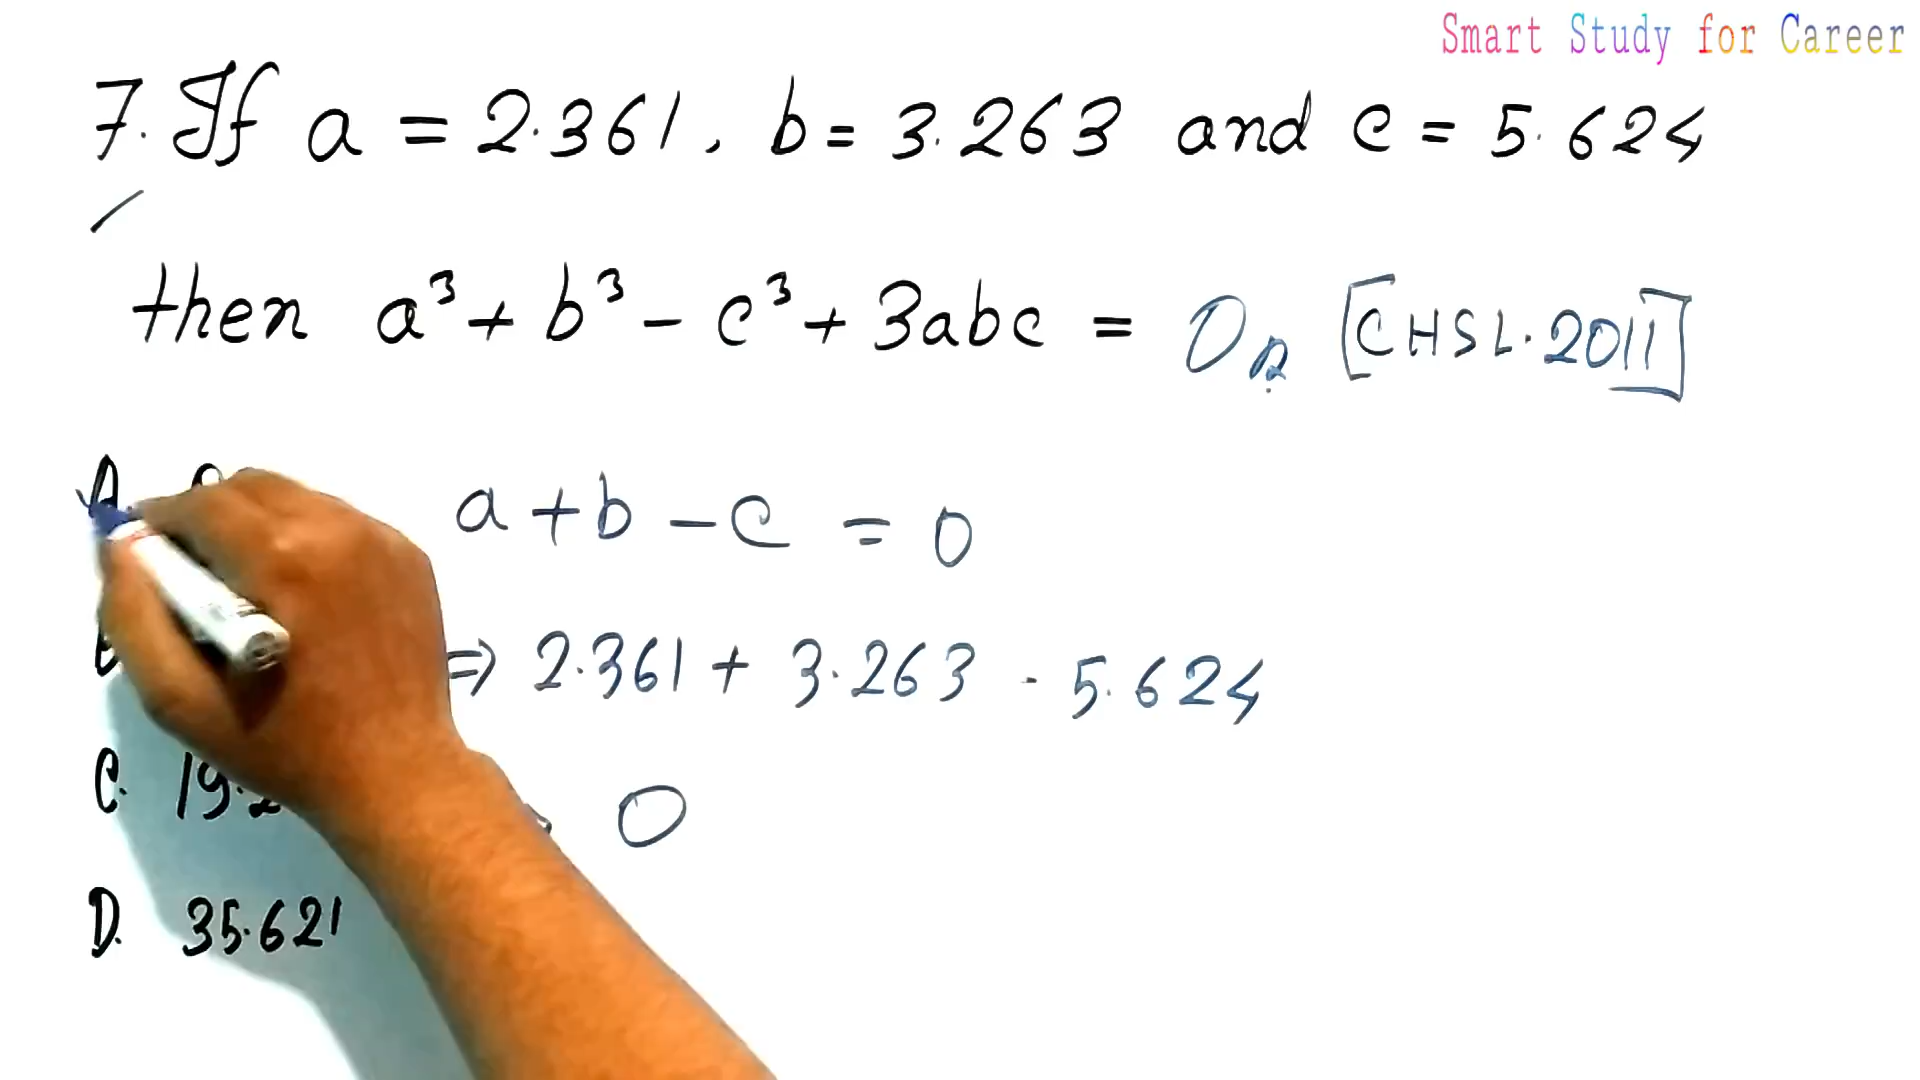 Smart Study for Career
7. If a = 2.361, b = 3.263 and c = 5.624
then a³ + b³ - c³ + 3abc = 0 [CHSL. 2011]
A.
a + b - c = 0
⇒ 2.361 + 3.263 - 5.624
C. 19.2
0
D. 35.621